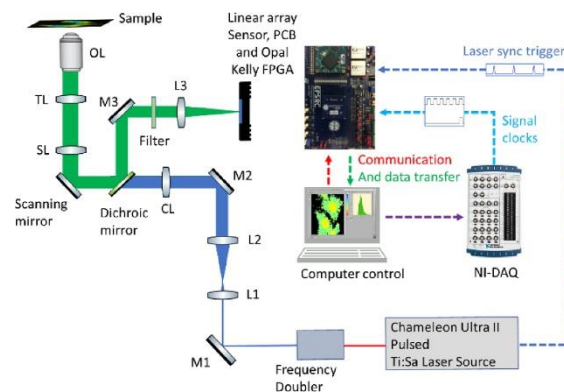 Sample
OL
TL
SL
Scanning
mirror
Dichroic
mirror
M3
Filter
L3
Linear array
Sensor, PCB
and Opal
Kelly FPGA
CL
M2
L2
L1
M1
Frequency
Doubler
Chameleon Ultra II
Pulsed
Ti:Sa Laser Source
Laser sync trigger
Signal
clocks
Communication
And data transfer
Computer control
NI-DAQ
EPSRC